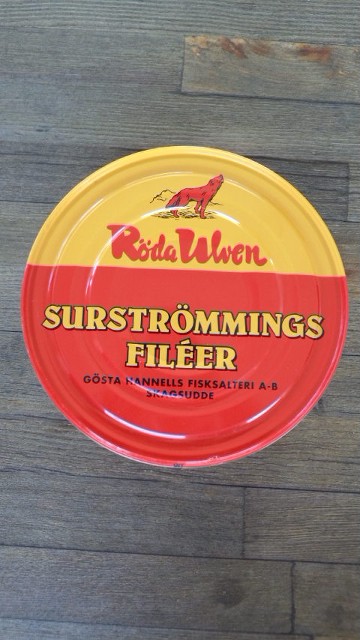 Röda Ulven
SURSTRÖMMINGS
FILÉER
GÖSTA HANNELLS FISKSALTERI A-B
SKAGSUDDE